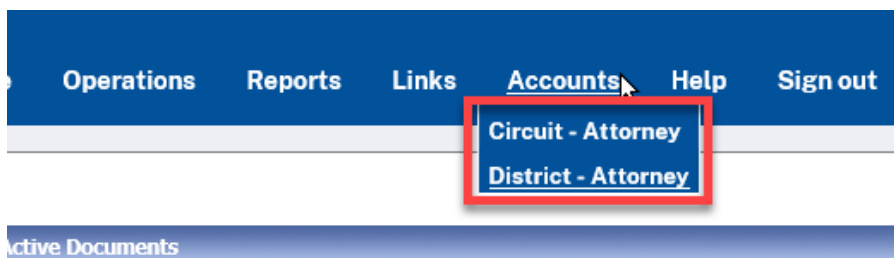 Operations Reports Links Accounts Help Sign out
Circuit - Attorney
District - Attorney
Active Documents